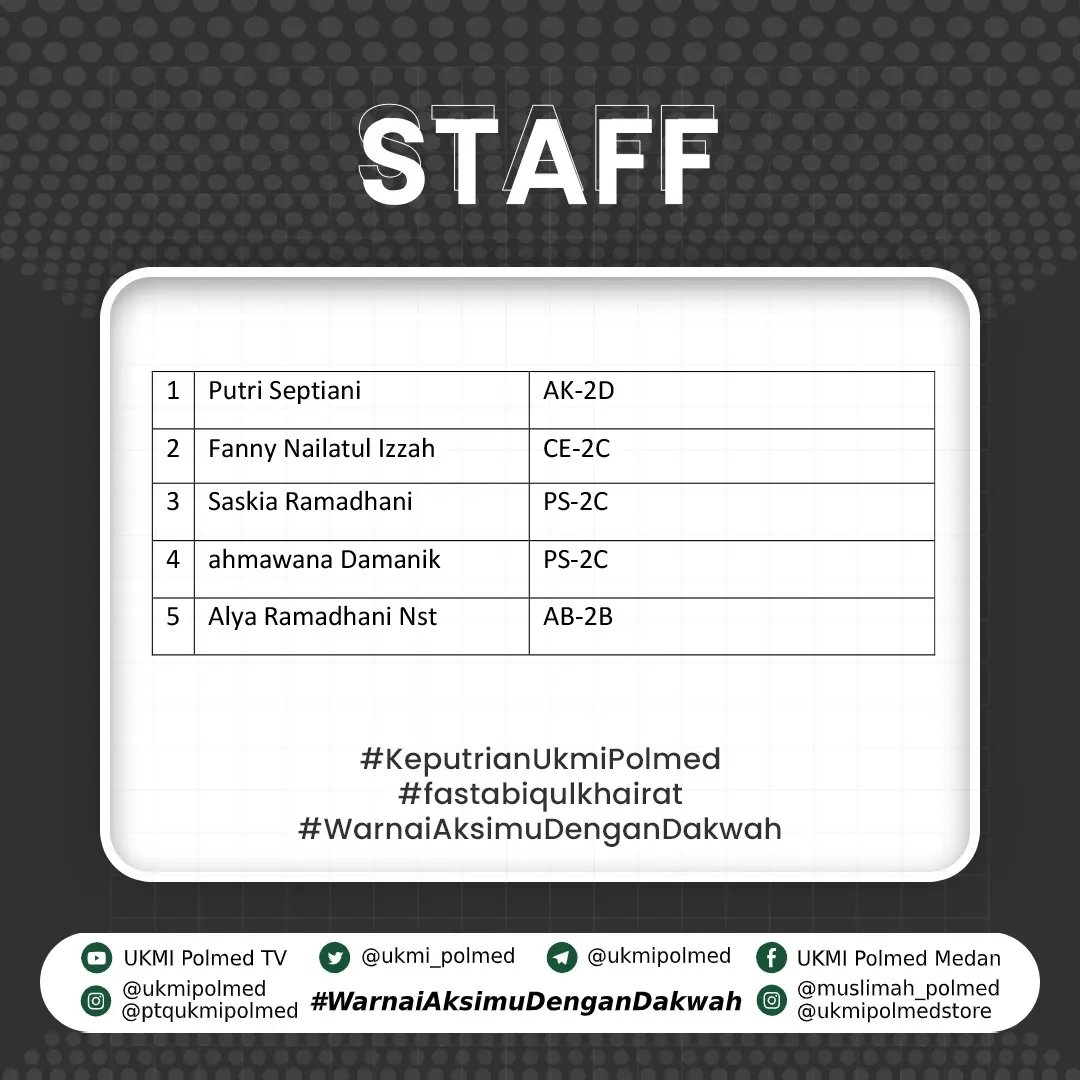 STAFF
1 Putri Septiani AK-2D
2 Fanny Nailatul Izzah CE-2C
3 Saskia Ramadhani PS-2C
4 ahmawana Damanik PS-2C
5 Alya Ramadhani Nst AB-2B
#KeputrianUkmiPolmed
#fastabiqulkhairat
#WarnaiAksimuDenganDakwah
UKMI Polmed TV @ukmi_polmed @ukmipolmed UKMI Polmed Medan
@ukmipolmed
@ptqukmipolmed
#WarnaiAksimuDenganDakwah
@muslimah_polmed
@ukmipolmedstore